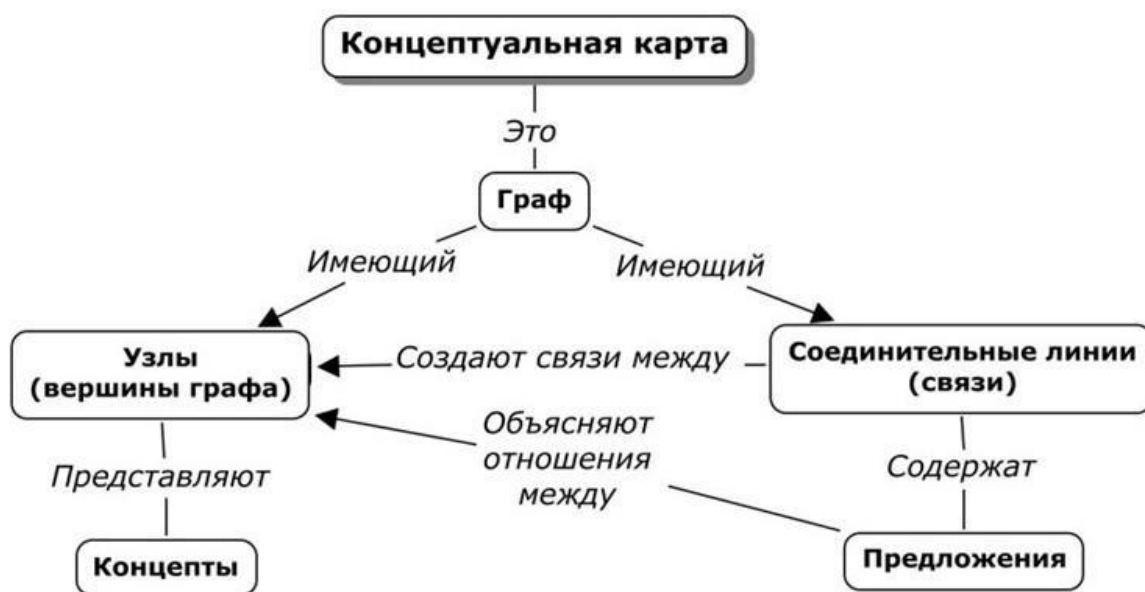 Концептуальная карта
Это
Граф
Имеющий
Имеющий
Узлы
(вершины графа)
Создают связи между
Соединительные линии
(связи)
Объясняют
отношения
между
Представляют
Содержат
Концепты
Предложения